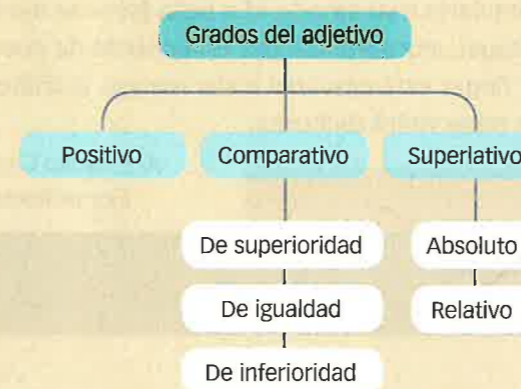 Grados del adjetivo
Positivo
Comparativo
Superlativo
De superioridad
De igualdad
De inferioridad
Absoluto
Relativo